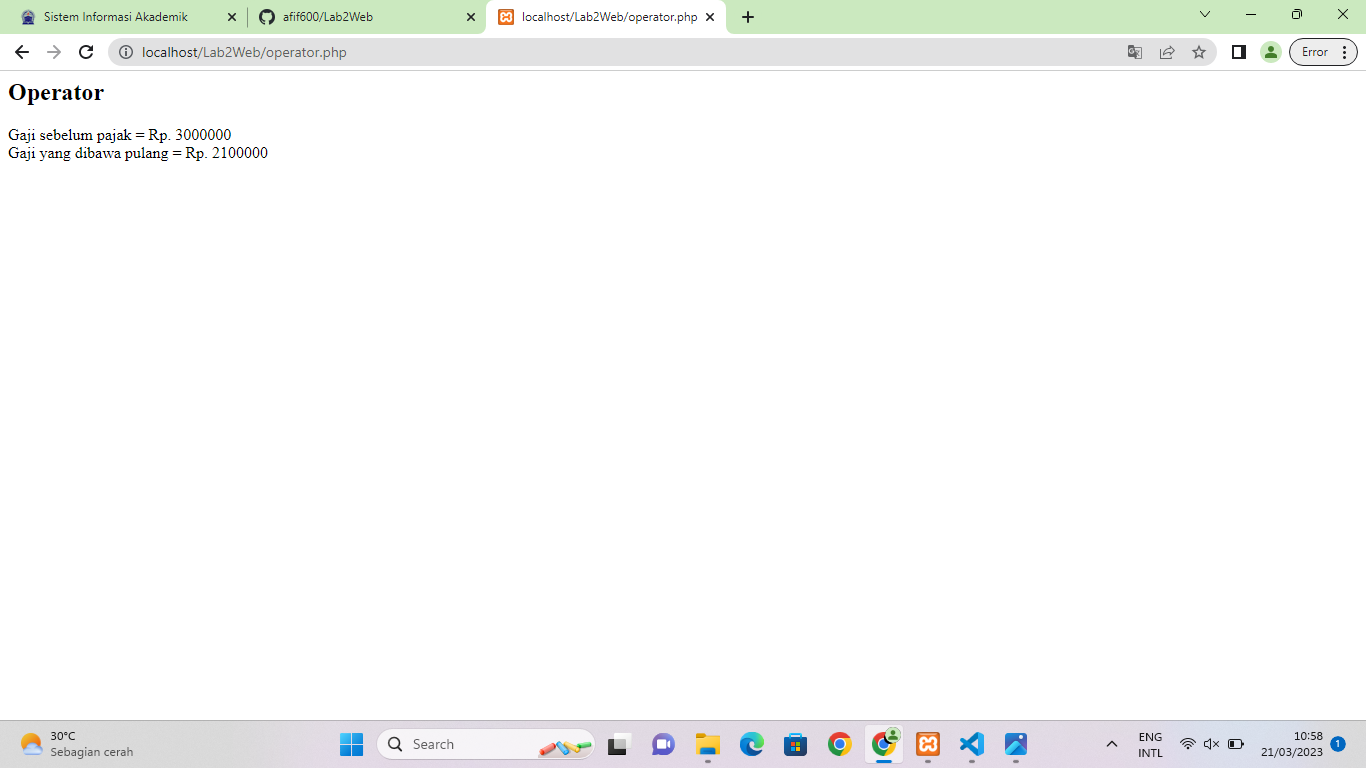 Sistem Informasi Akademik
afif600/Lab2Web
localhost/Lab2Web/operator.php
localhost/Lab2Web/operator.php
Error
Operator
Gaji sebelum pajak = Rp. 3000000
Gaji yang dibawa pulang = Rp. 2100000
30°C
Sebagian cerah
Search
ENG
INTL
10:58
21/03/2023
1